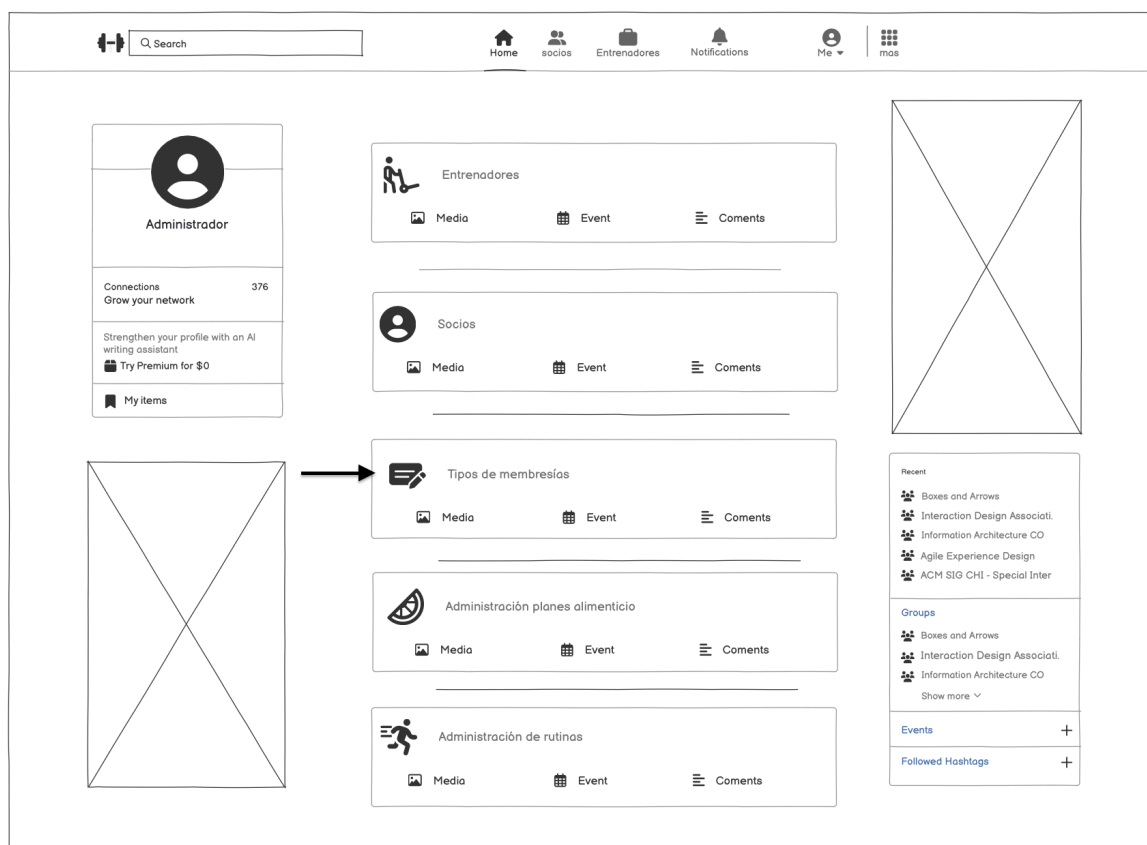 Search
Home
socios
Entrenadores
Notifications
Me
mas
Administrador
Connections 376
Grow your network
Strengthen your profile with an AI
writing assistant
Try Premium for $0
My items
Entrenadores
Media Event Coments
Socios
Media Event Coments
Tipos de membresías
Media Event Coments
Administración planes alimenticio
Media Event Coments
Administración de rutinas
Media Event Coments
Recent
Boxes and Arrows
Interaction Design Associati.
Information Architecture CO
Agile Experience Design
ACM SIG CHI - Special Inter
Groups
Boxes and Arrows
Interaction Design Associati.
Information Architecture CO
Show more
Events
Followed Hashtags